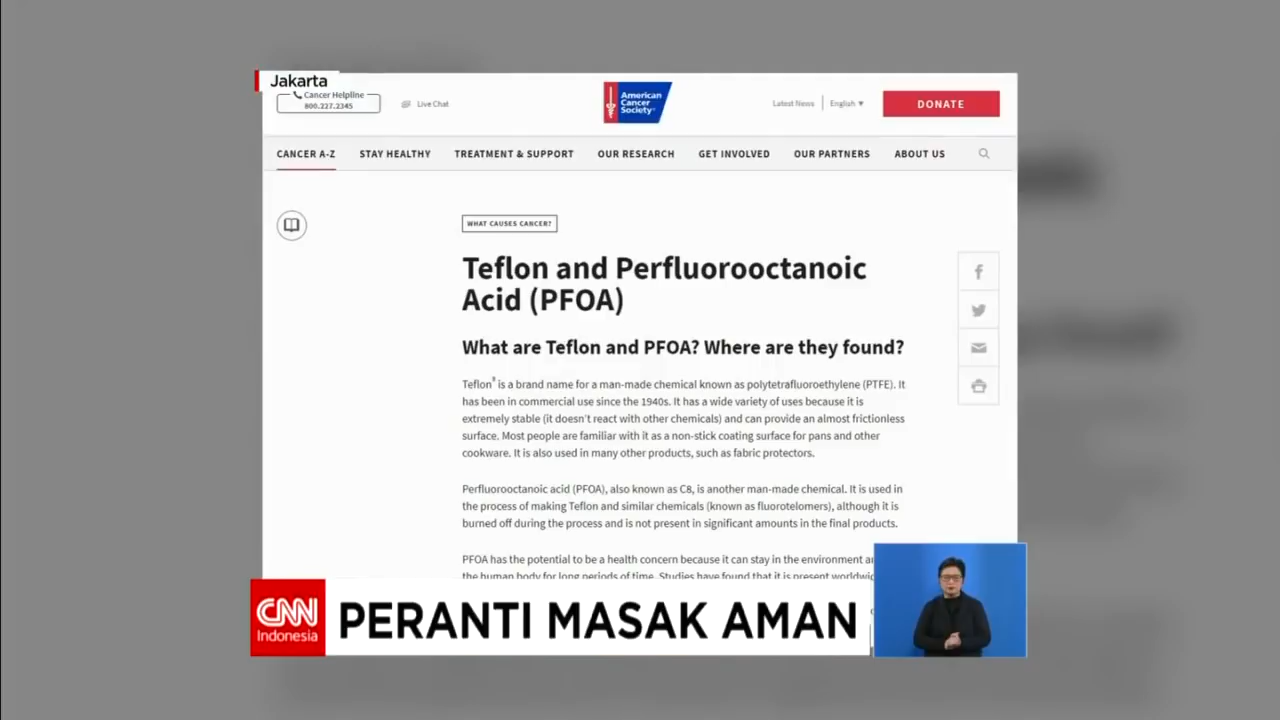 Jakarta
Cancer Helpline
800.227.2345
Live Chat
American
Cancer
Society
Latest News
English
DONATE
CANCER A-Z
STAY HEALTHY
TREATMENT & SUPPORT
OUR RESEARCH
GET INVOLVED
OUR PARTNERS
ABOUT US
WHAT CAUSES CANCER?
Teflon and Perfluorooctanoic
Acid (PFOA)
What are Teflon and PFOA? Where are they found?
Teflon® is a brand name for a man-made chemical known as polytetrafluoroethylene (PTFE). It
has been in commercial use since the 1940s. It has a wide variety of uses because it is
extremely stable (it doesn't react with other chemicals) and can provide an almost frictionless
surface. Most people are familiar with it as a non-stick coating surface for pans and other
cookware. It is also used in many other products, such as fabric protectors.
Perfluorooctanoic acid (PFOA), also known as C8, is another man-made chemical. It is used in
the process of making Teflon and similar chemicals (known as fluorotelomers), although it is
burned off during the process and is not present in significant amounts in the final products.
PFOA has the potential to be a health concern because it can stay in the environment
the human body for long periods of time. Studies have found that it is present
CNN
Indonesia
PERANTI MASAK AMAN